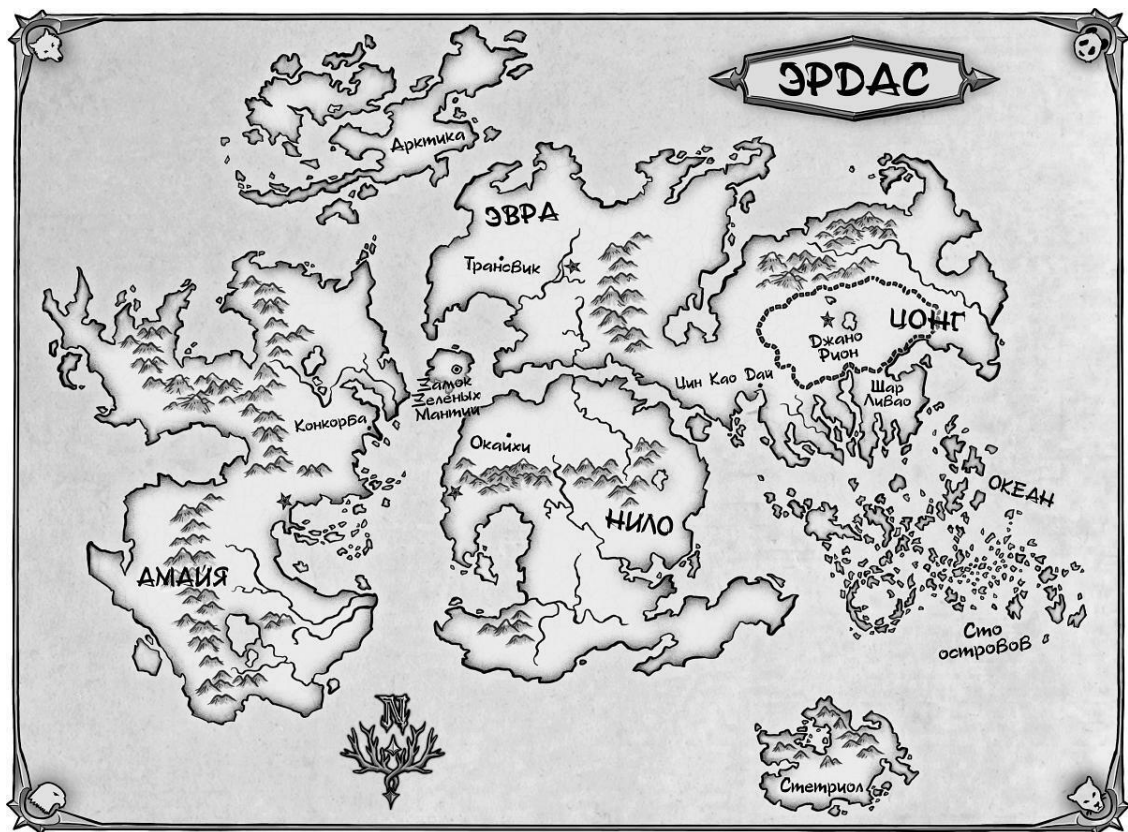 ЭРДАС
Арктика
ЭВРА
Трансвик
ЦОНГ
Джано
Рион
Цин Као Дай
Шар
ЛиВао
Замок
Зелёных
Мантий
Конкорба
Окайхи
ОКЕАН
НИЛО
АМАИЯ
Сто
островов
N
Стетриол